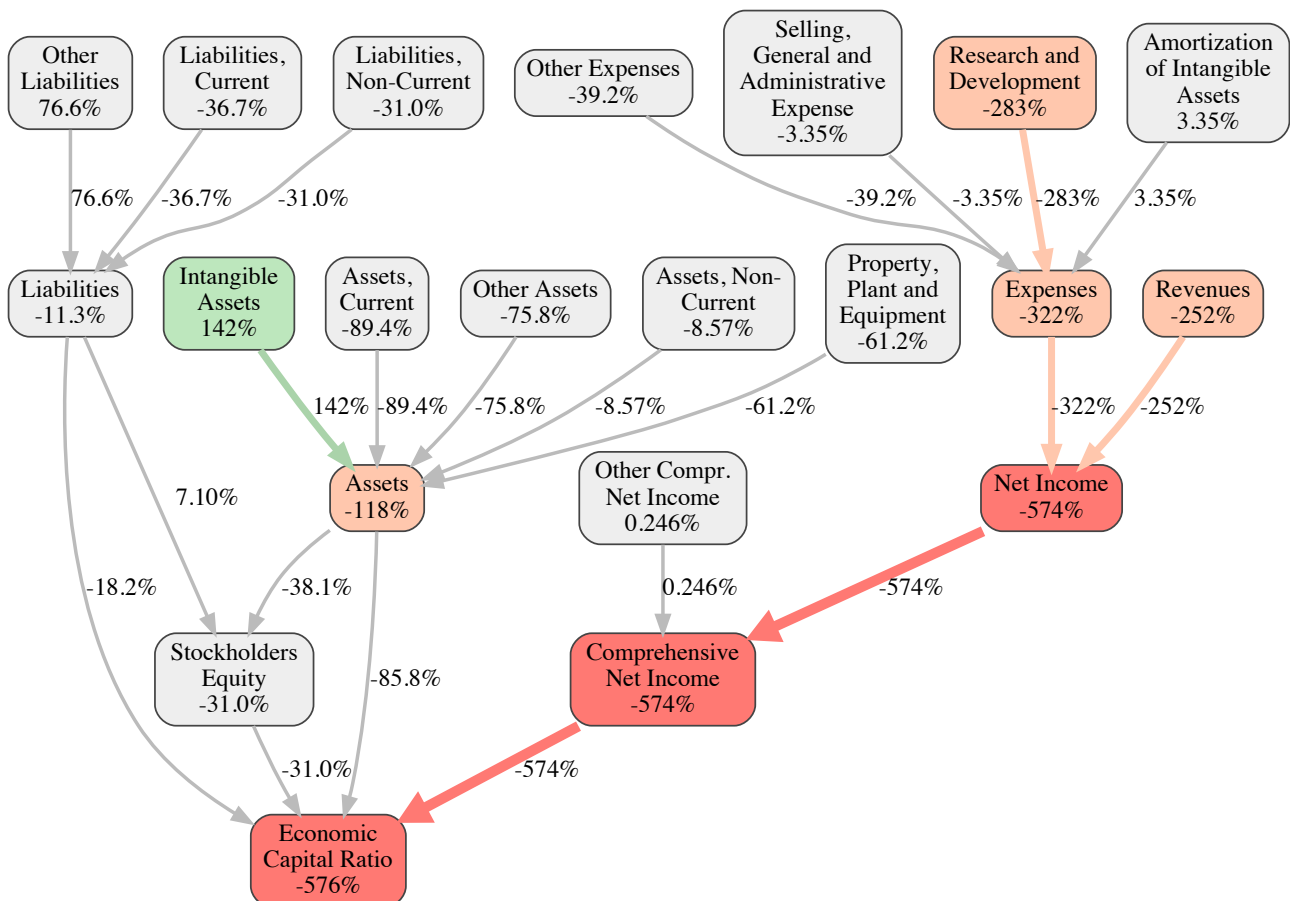 Other
Liabilities
76.6%
Liabilities,
Current
-36.7%
Liabilities,
Non-Current
-31.0%
Other Expenses
-39.2%
Selling,
General and
Administrative
Expense
-3.35%
Research and
Development
-283%
Amortization
of Intangible
Assets
3.35%
76.6%
-36.7%
-31.0%
-39.2%
-3.35%
-283%
3.35%
Liabilities
-11.3%
Intangible
Assets
142%
Assets,
Current
-89.4%
Other Assets
-75.8%
Assets, Non-
Current
-8.57%
Property,
Plant and
Equipment
-61.2%
Expenses
-322%
Revenues
-252%
142%
-89.4%
-75.8%
-8.57%
-61.2%
-322%
-252%
7.10%
Assets
-118%
Other Compr.
Net Income
0.246%
Net Income
-574%
-18.2%
-38.1%
0.246%
-574%
Stockholders
Equity
-31.0%
-85.8%
Comprehensive
Net Income
-574%
-31.0%
-574%
Economic
Capital Ratio
-576%